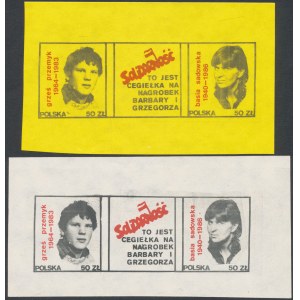 grześ przemyk
1964-1983
POLSKA 50 ZŁ
SOLIDARNOŚĆ
TO JEST
CEGIEŁKA NA
NAGROBEK
BARBARY I
GRZEGORZA
basia sadowska
1940-1986
POLSKA 50 ZŁ
grześ przemyk
1964-1983
POLSKA 50 ZŁ
SOLIDARNOŚĆ
TO JEST
CEGIEŁKA NA
NAGROBEK
BARBARY I
GRZEGORZA
basia sadowska
1940-1986
POLSKA 50 ZŁ